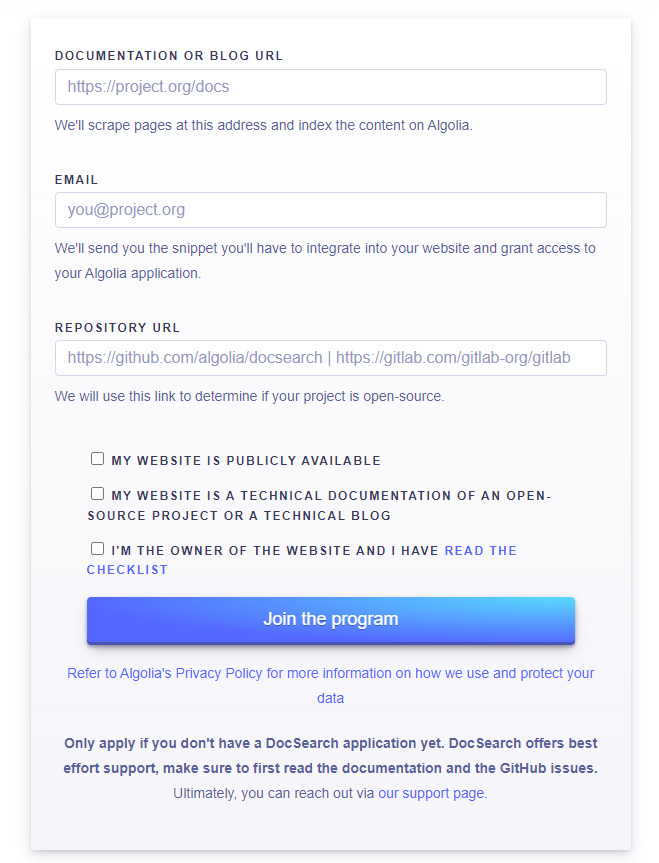 DOCUMENTATION OR BLOG URL
https://project.org/docs
We'll scrape pages at this address and index the content on Algolia.
EMAIL
you@project.org
We'll send you the snippet you'll have to integrate into your website and grant access to
your Algolia application.
REPOSITORY URL
https://github.com/algolia/docsearch | https://gitlab.com/gitlab-org/gitlab
We will use this link to determine if your project is open-source.
MY WEBSITE IS PUBLICLY AVAILABLE
MY WEBSITE IS A TECHNICAL DOCUMENTATION OF AN OPEN-
SOURCE PROJECT OR A TECHNICAL BLOG
I'M THE OWNER OF THE WEBSITE AND I HAVE READ THE
CHECKLIST
Join the program
Refer to Algolia's Privacy Policy for more information on how we use and protect your
data
Only apply if you don't have a DocSearch application yet. DocSearch offers best
effort support, make sure to first read the documentation and the GitHub issues.
Ultimately, you can reach out via our support page.